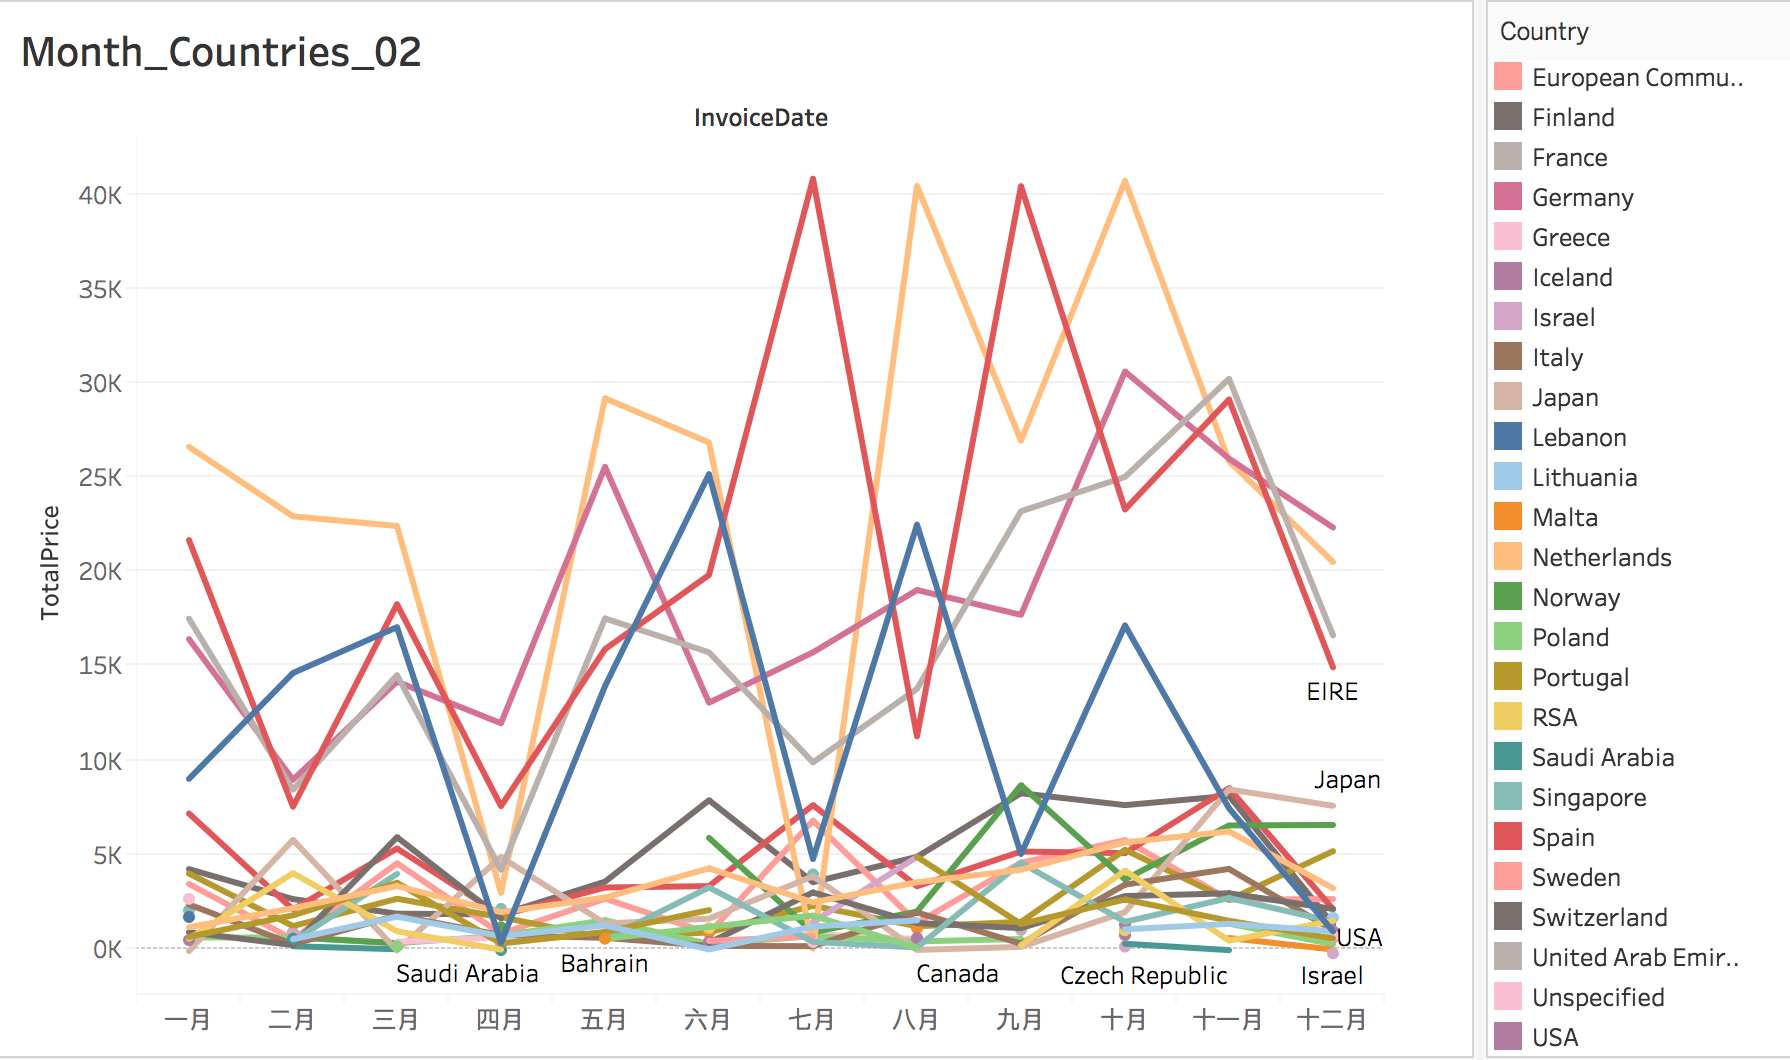 Month_Countries_02
InvoiceDate
TotalPrice
40K
35K
30K
25K
20K
15K
10K
5K
0K
EIRE
Japan
USA
Saudi Arabia
Bahrain
Canada
Czech Republic
Israel
一月 二月 三月 四月 五月 六月 七月 八月 九月 十月 十一月 十二月
Country
European Commu..
Finland
France
Germany
Greece
Iceland
Israel
Italy
Japan
Lebanon
Lithuania
Malta
Netherlands
Norway
Poland
Portugal
RSA
Saudi Arabia
Singapore
Spain
Sweden
Switzerland
United Arab Emir..
Unspecified
USA